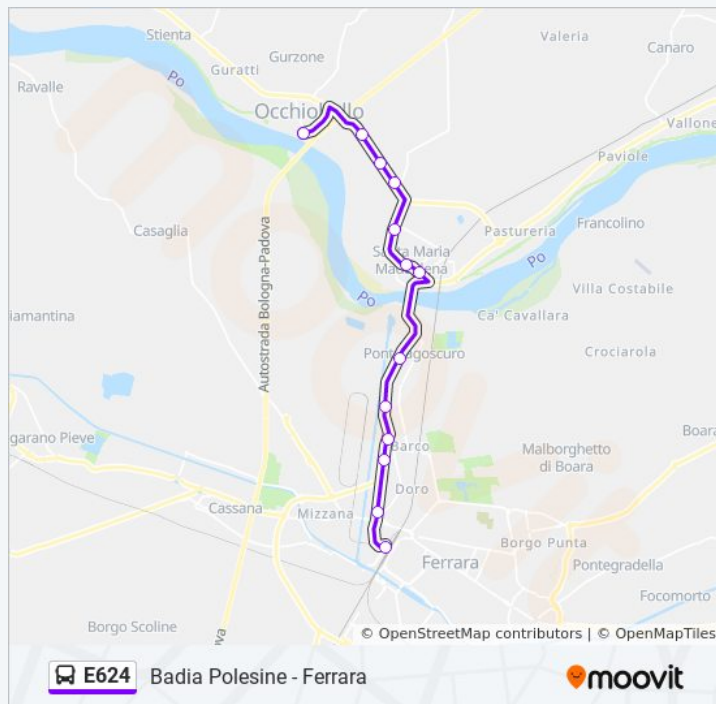 Stienta
Gurzone
Valeria
Canaro
Guratti
Ravalle
Po
Occhiobello
Vallone
Paviole
Casaglia
Francolino
Pastureria
Santa Maria
Maddalena
Po
Autostrada Bologna-Padova
Po
Villa Costabile
Ca' Cavallara
iamantina
Pontelagoscuro
Crociarola
Boara
garano Pieve
Barco
Malborghetto
di Boara
Doro
Cassana
Mizzana
Borgo Punta
Ferrara
Pontegradella
Focomorto
Borgo Scoline
ova
© OpenStreetMap contributors | © OpenMapTiles
E624 Badia Polesine - Ferrara
moovit